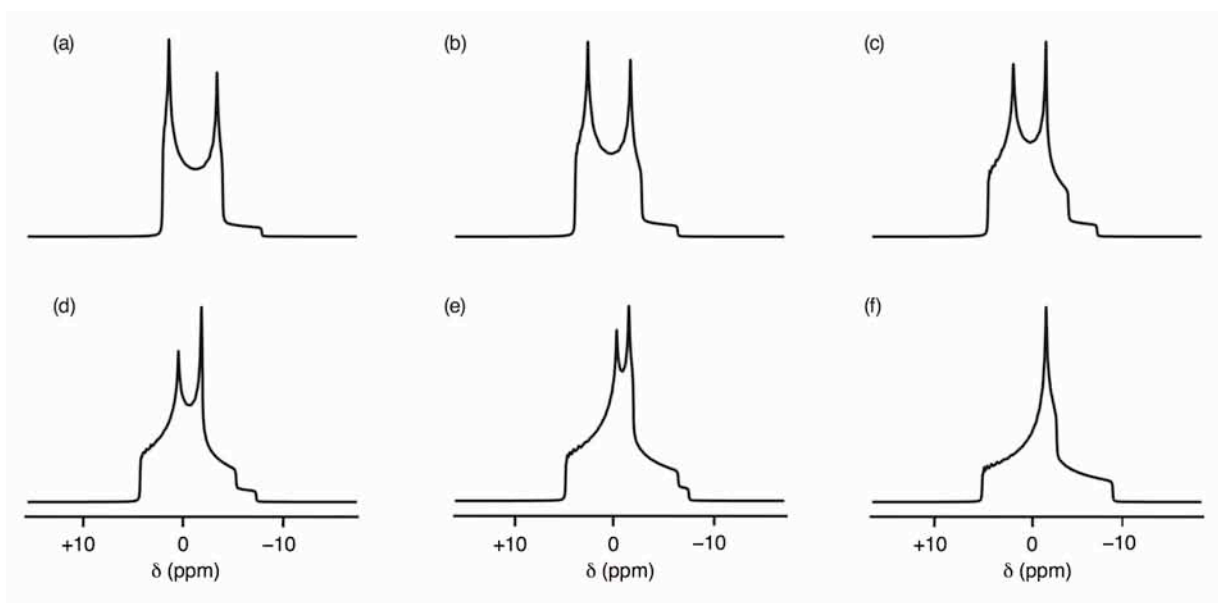 (a) (b) (c)
(d) (e) (f)
+10 0 –10 +10 0 –10 +10 0 –10
δ (ppm) δ (ppm) δ (ppm)